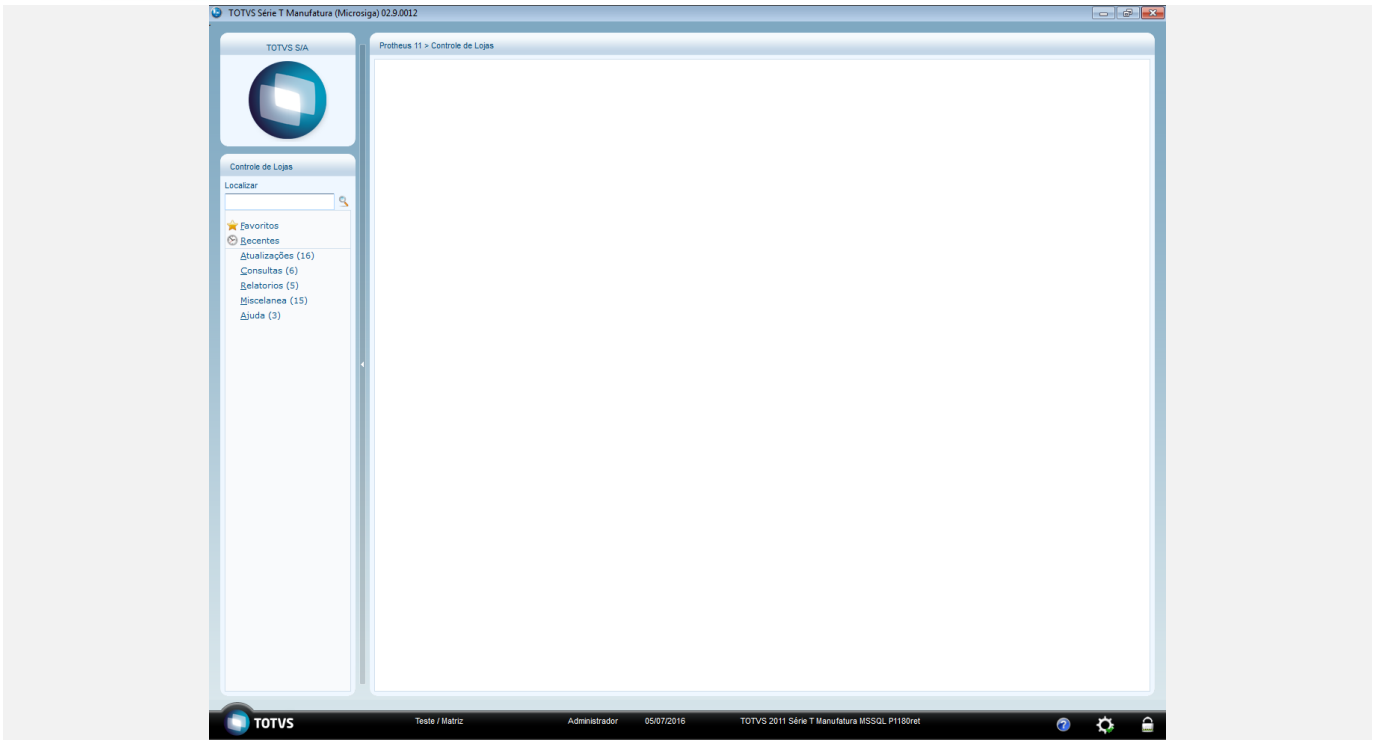 TOTVS Série T Manufatura (Microsiga) 02.9.0012
TOTVS S/A
Protheus 11 > Controle de Lojas
Controle de Lojas
Localizar
Favoritos
Recentes
Atualizações (16)
Consultas (6)
Relatorios (5)
Miscelanea (15)
Ajuda (3)
TOTVS
Teste / Matriz
Administrador
05/07/2016
TOTVS 2011 Série T Manufatura MSSQL P1180ret